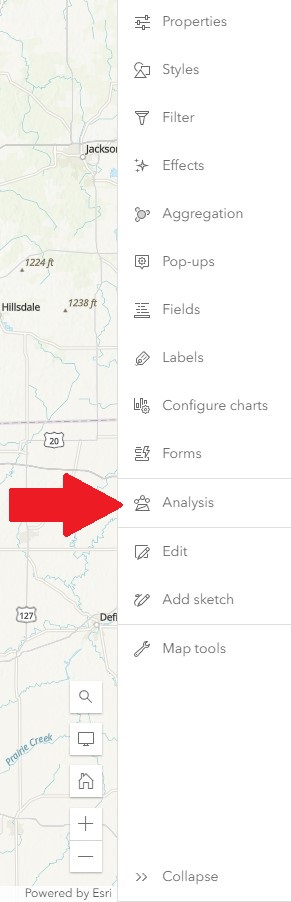 Properties
Styles
Filter
Effects
Jackson
Aggregation
1224 ft
Pop-ups
Hillsdale
1238 ft
Fields
Labels
Configure charts
20
Forms
Analysis
Edit
127
Defi
Add sketch
Map tools
Prairie Creek
Collapse
Powered by Esri